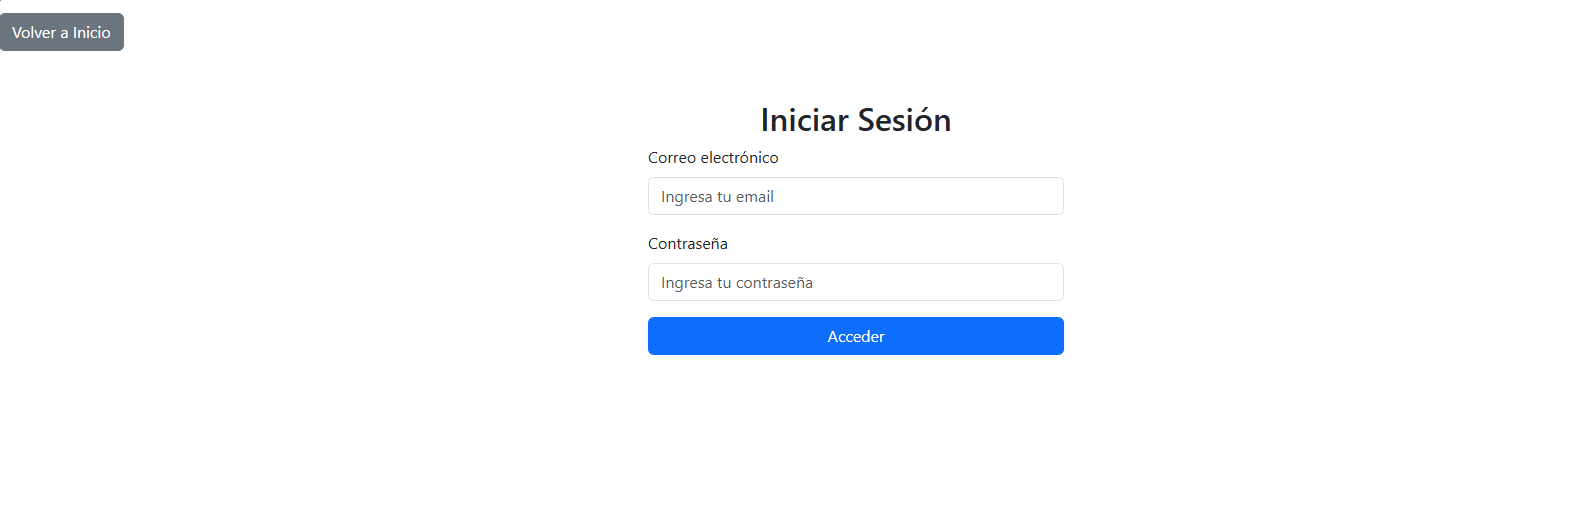 Volver a Inicio
Iniciar Sesión
Correo electrónico
Ingresa tu email
Contraseña
Ingresa tu contraseña
Acceder